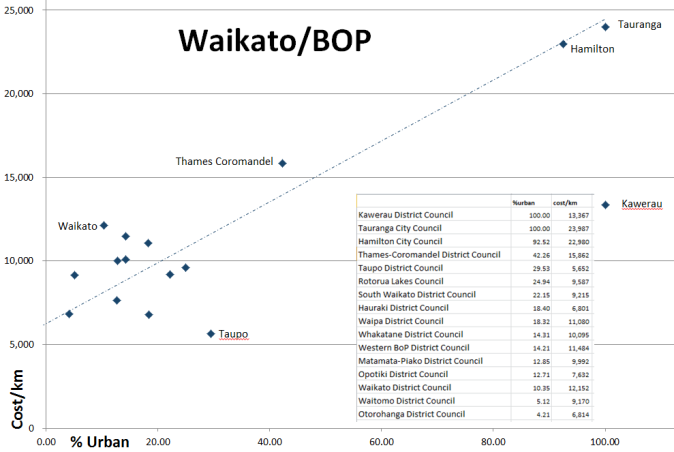 25,000
Waikato/BOP
Tauranga
Hamilton
20,000
Thames Coromandel
15,000
Kawerau
Waikato
10,000
Taupo
5,000
Cost/km
0
0.00 20.00 40.00 60.00 80.00 100.00
% Urban
%urban cost/km
Kawerau District Council 100.00 13,367
Tauranga City Council 100.00 23,987
Hamilton City Council 92.52 22,980
Thames-Coromandel District Council 42.26 15,862
Taupo District Council 29.53 5,652
Rotorua Lakes Council 24.94 9,587
South Waikato District Council 22.15 9,215
Hauraki District Council 18.40 6,801
Waipa District Council 18.32 11,080
Whakatane District Council 14.31 10,095
Western BoP District Council 14.21 11,484
Matamata-Piako District Council 12.85 9,992
Opotiki District Council 12.71 7,632
Waikato District Council 10.35 12,152
Waitomo District Council 5.12 9,170
Otorohanga District Council 4.21 6,814